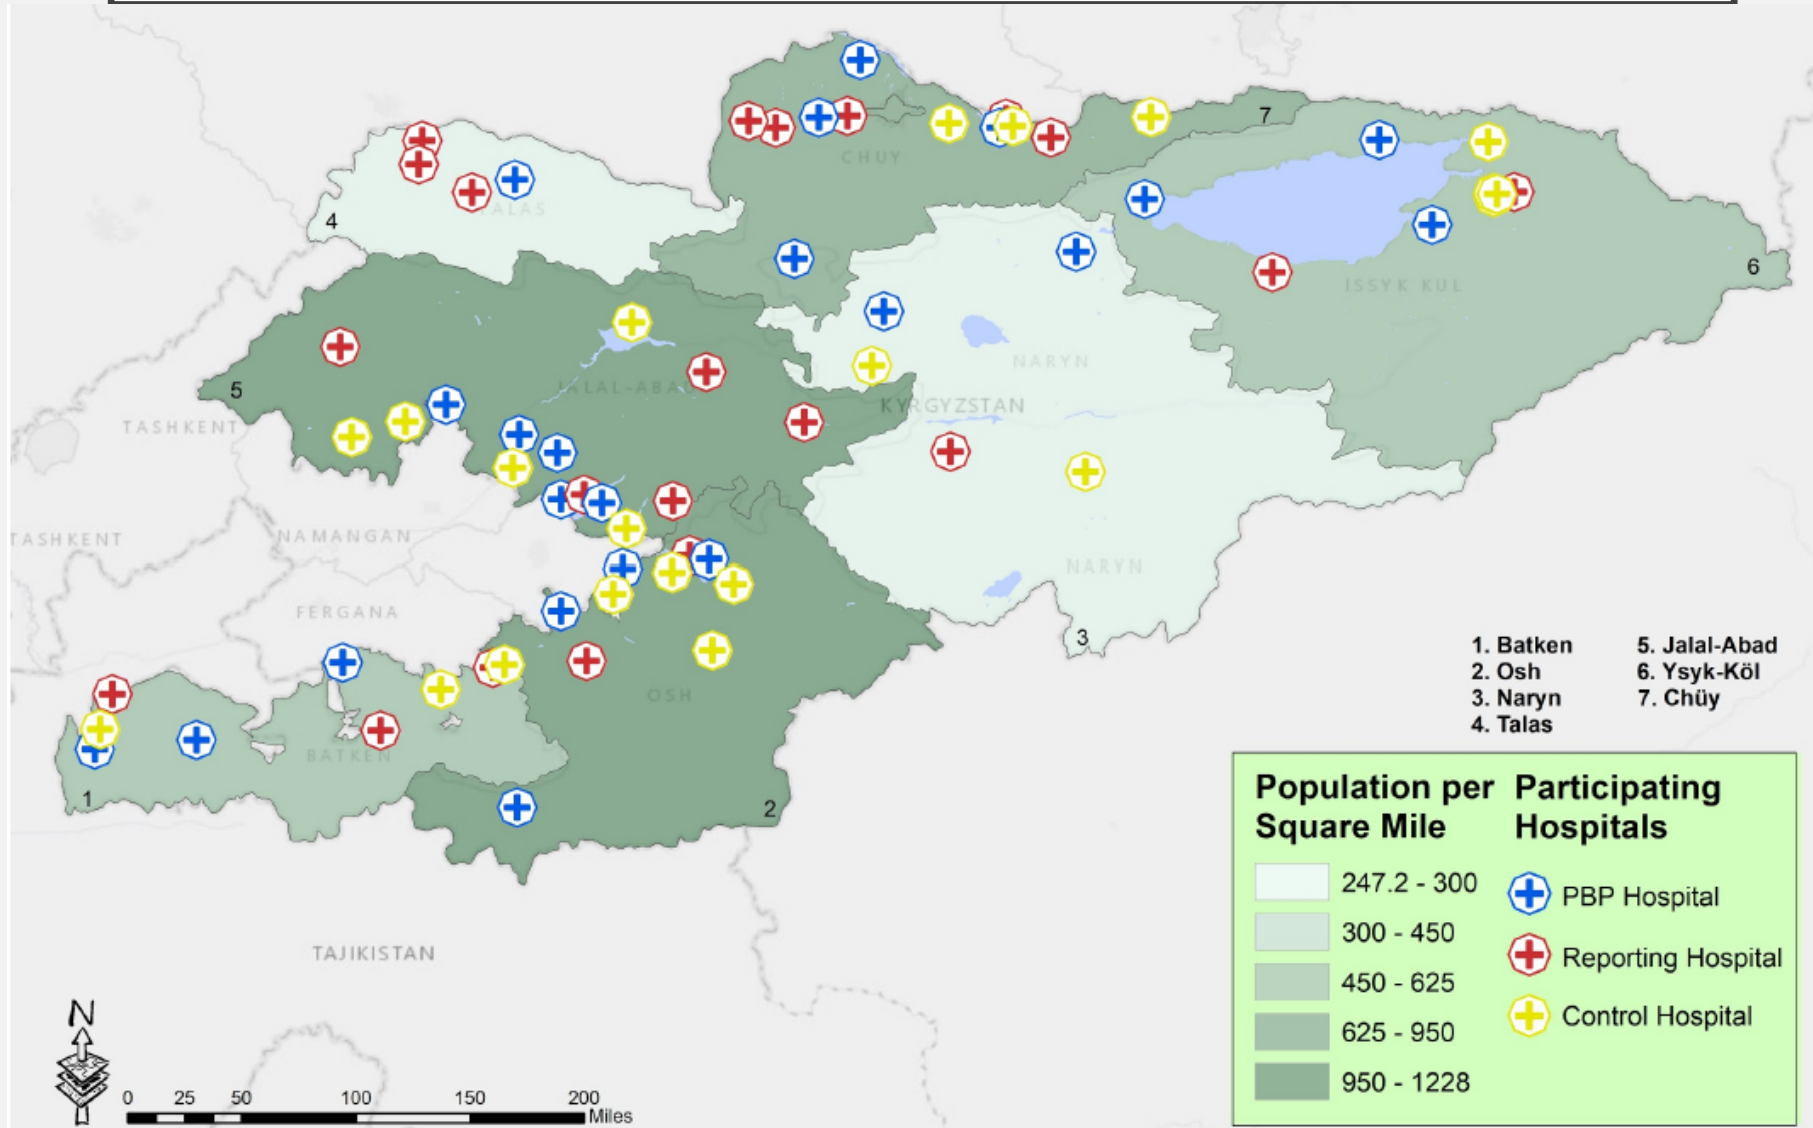 7
CHUY
4
TALAS
6
ISSYK KUL
NARYN
5
JALAL-ABAD
KYRGYZSTAN
TASHKENT
TASHKENT
NAMANGAN
NARYN
FERGANA
3
OSH
BATKEN
1
2
1. Batken
2. Osh
3. Naryn
4. Talas
5. Jalal-Abad
6. Ysyk-Köl
7. Chüy
Population per
Square Mile
247.2 - 300
300 - 450
450 - 625
625 - 950
950 - 1228
Participating
Hospitals
PBP Hospital
Reporting Hospital
Control Hospital
TAJIKISTAN
N
0 25 50 100 150 200
Miles